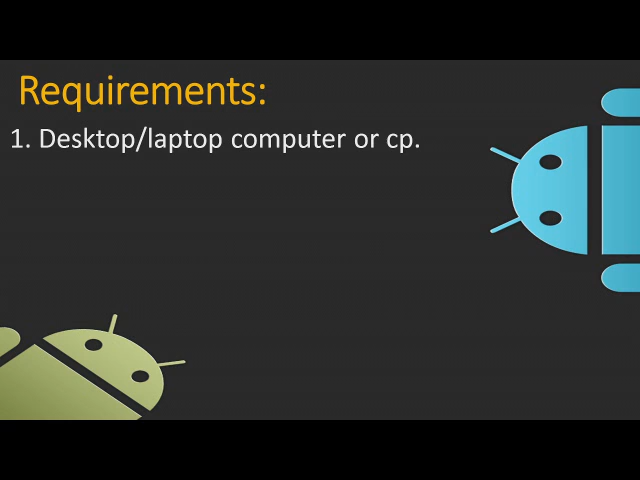 Requirements:
1. Desktop/laptop computer or cp.